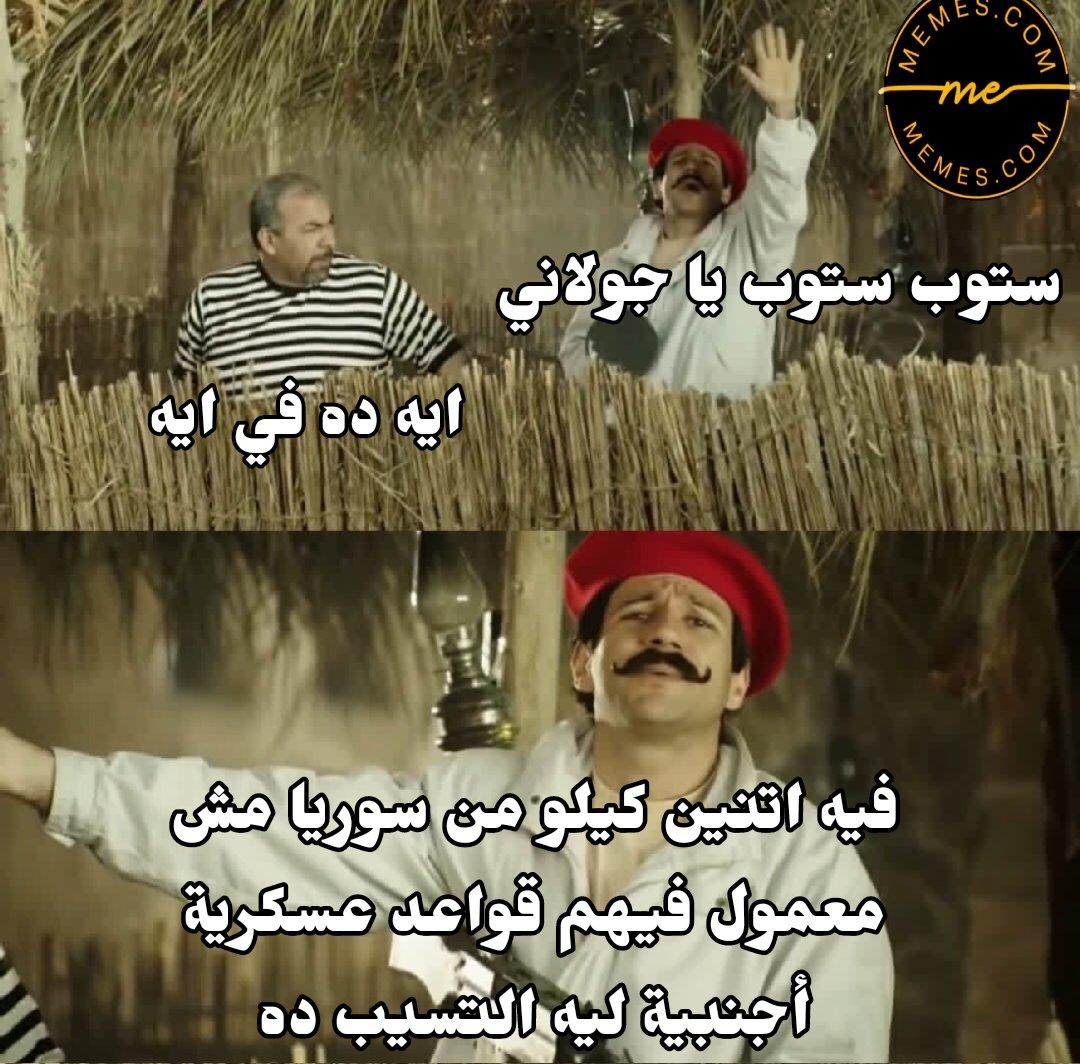 MEMES.COM
me
MEMES.COM
ستوب ستوب يا جولاني
ايه ده في ايه
فيه اتنين كيلو من سوريا مش
معمول فيهم قواعد عسكرية
أجنبية ليه التسيب ده